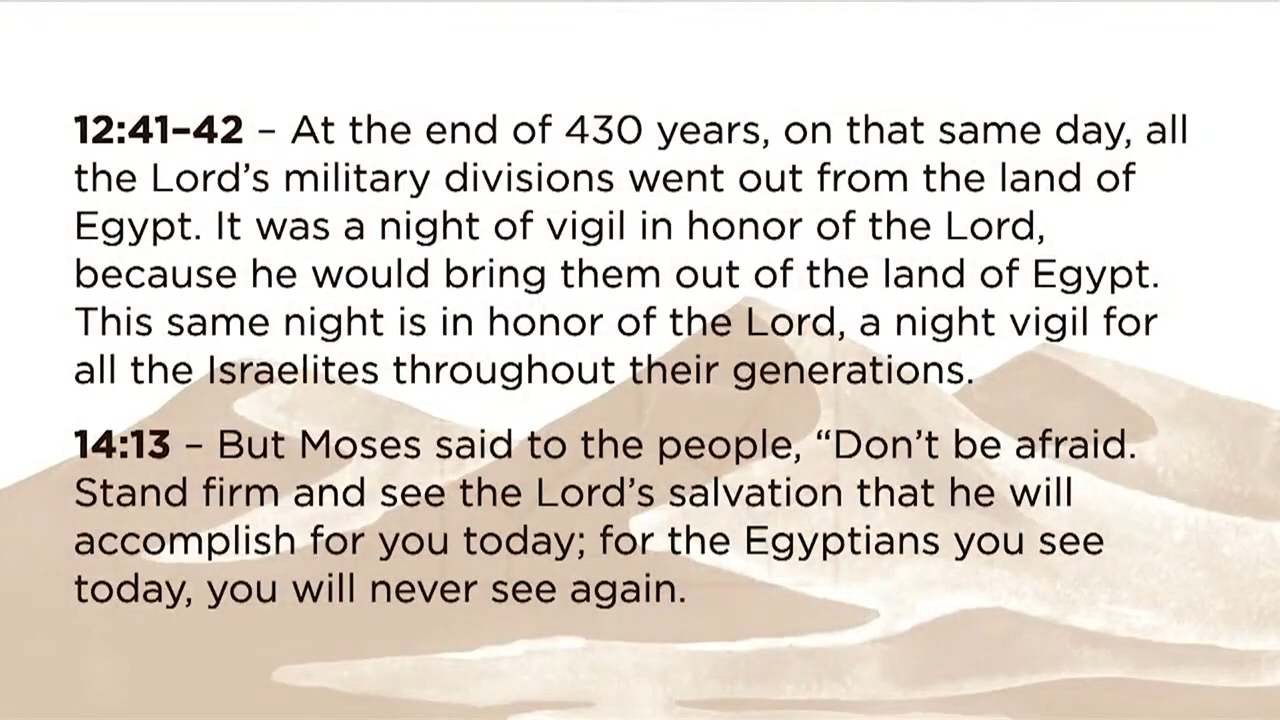 12:41–42 – At the end of 430 years, on that same day, all
the Lord’s military divisions went out from the land of
Egypt. It was a night of vigil in honor of the Lord,
because he would bring them out of the land of Egypt.
This same night is in honor of the Lord, a night vigil for
all the Israelites throughout their generations.
14:13 – But Moses said to the people, “Don’t be afraid.
Stand firm and see the Lord’s salvation that he will
accomplish for you today; for the Egyptians you see
today, you will never see again.